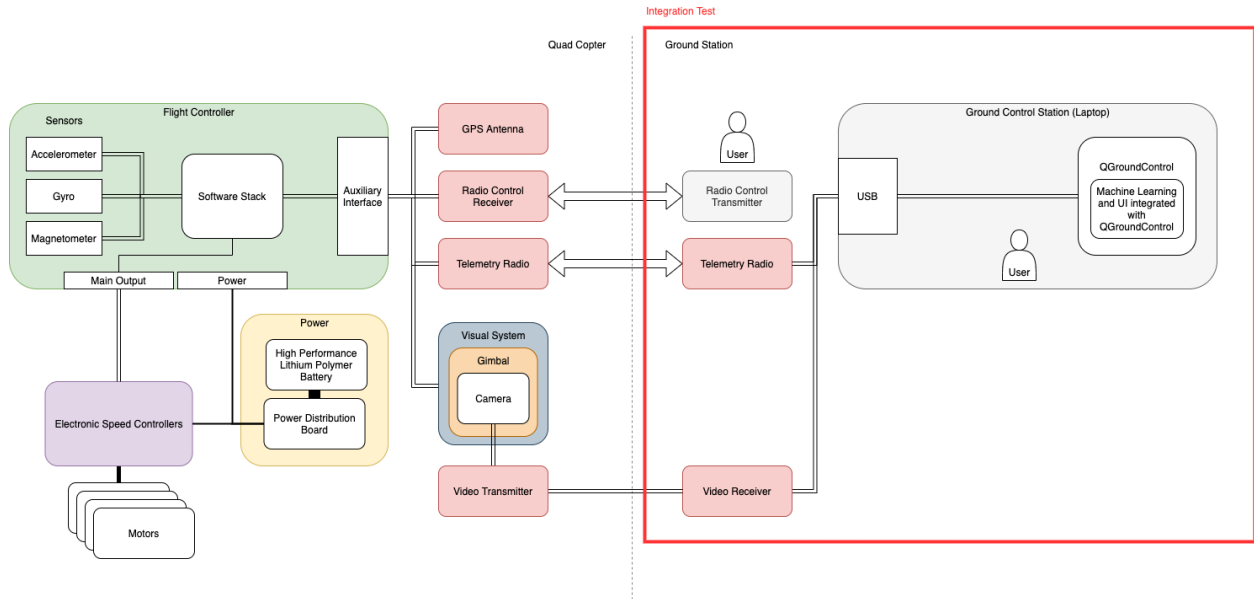 Integration Test
Quad Copter
Ground Station
Flight Controller
Sensors
Accelerometer
Gyro
Magnetometer
Software Stack
Auxiliary
Interface
Main Output
Power
GPS Antenna
Radio Control
Receiver
Telemetry Radio
Visual System
Gimbal
Camera
Video Transmitter
Power
High Performance
Lithium Polymer
Battery
Power Distribution
Board
Electronic Speed Controllers
Motors
User
Radio Control
Transmitter
Telemetry Radio
Video Receiver
Ground Control Station (Laptop)
USB
QGroundControl
Machine Learning
and UI integrated
with
QGroundControl
User